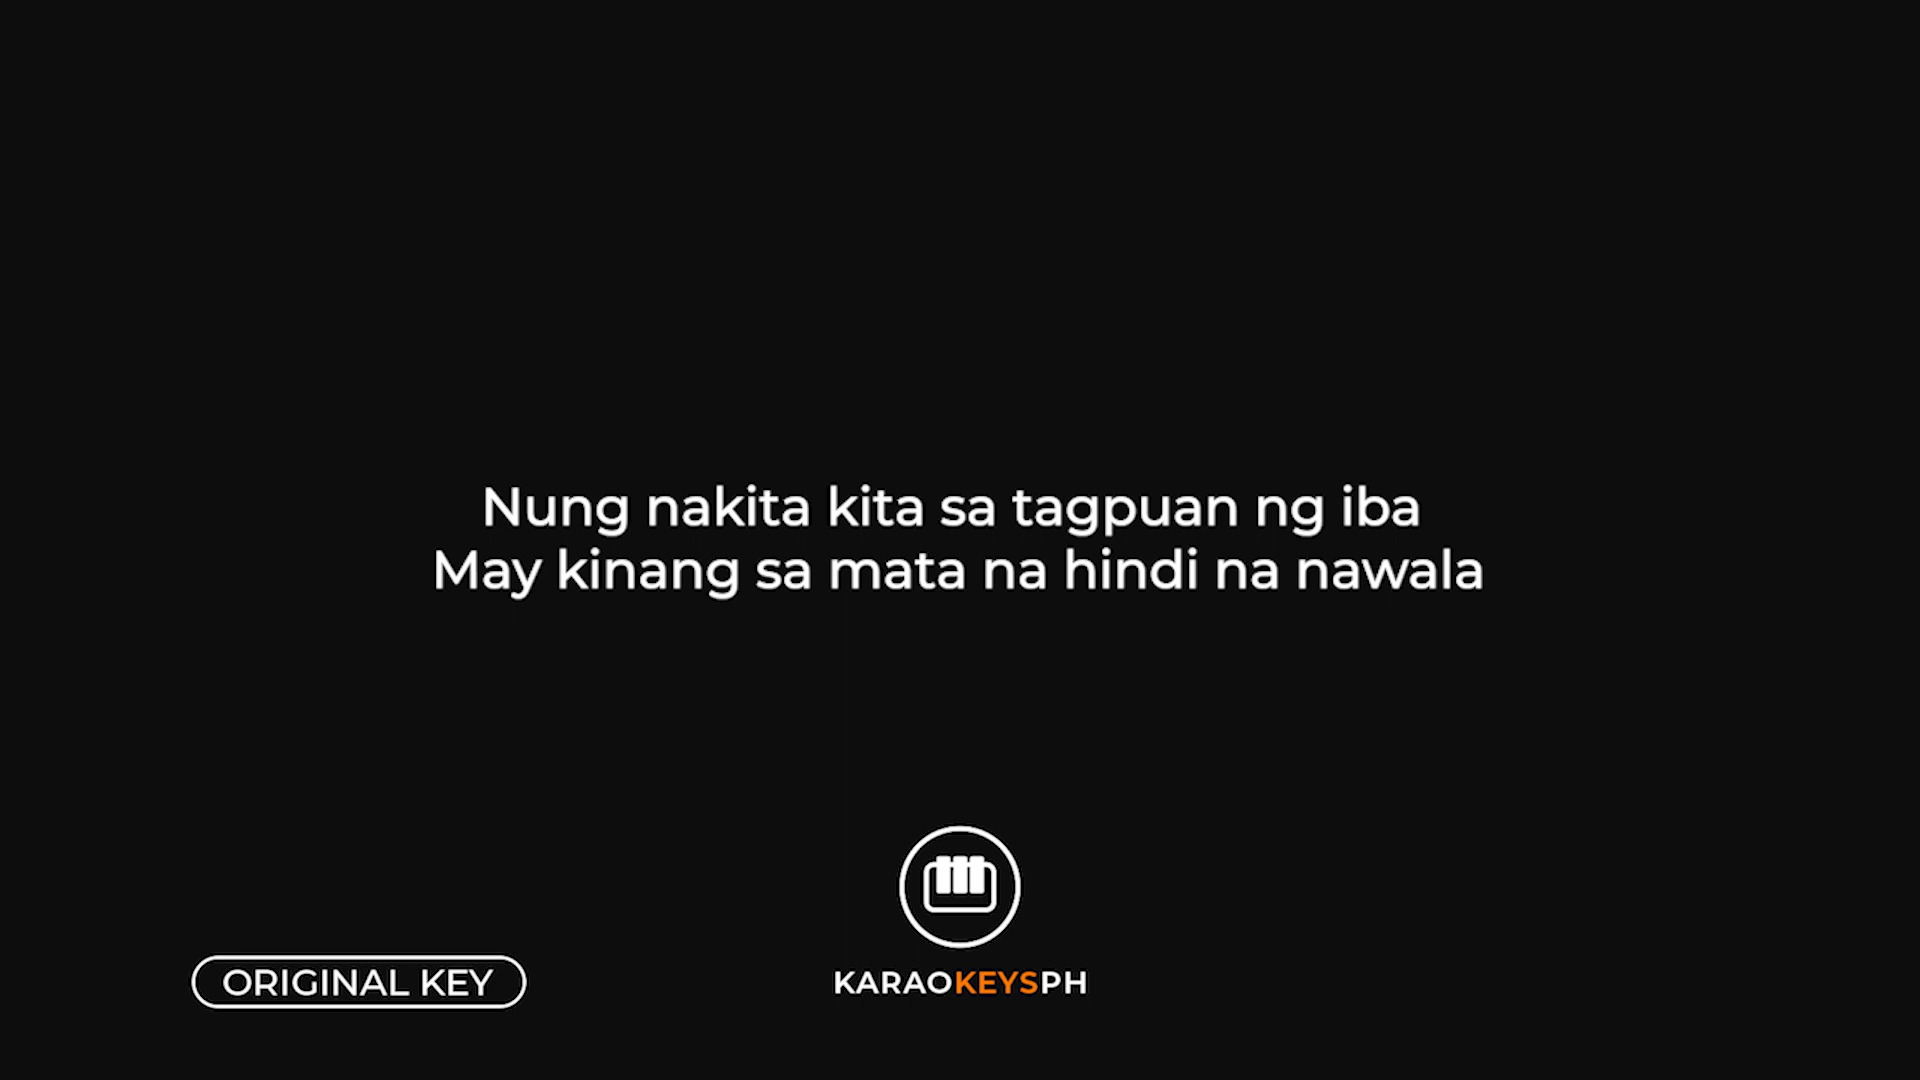 Nung nakita kita sa tagpuan ng iba
May kinang sa mata na hindi na nawala
ORIGINAL KEY
KARAOKEYSPH